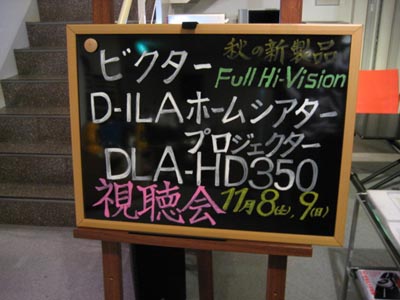 秋の新製品
ビクター Full Hi-Vision
D-ILAホームシアター
プロジェクター
DLA-HD350
視聴会 11月8(土), 9(日)